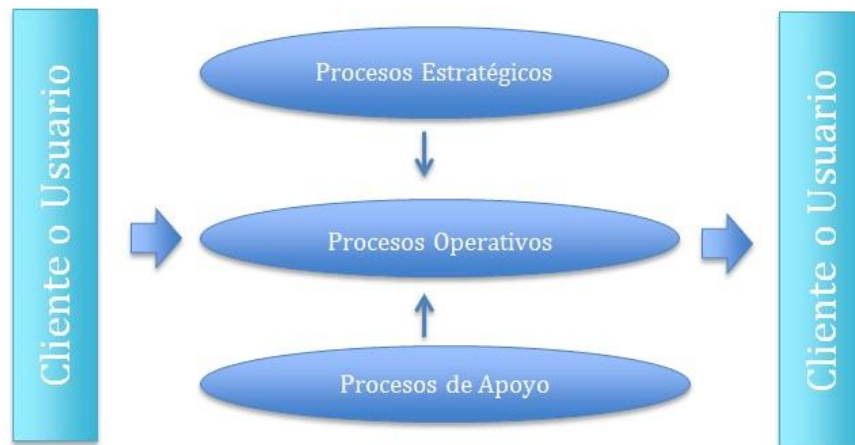 Cliente o Usuario
Procesos Estratégicos
Procesos Operativos
Procesos de Apoyo
Cliente o Usuario